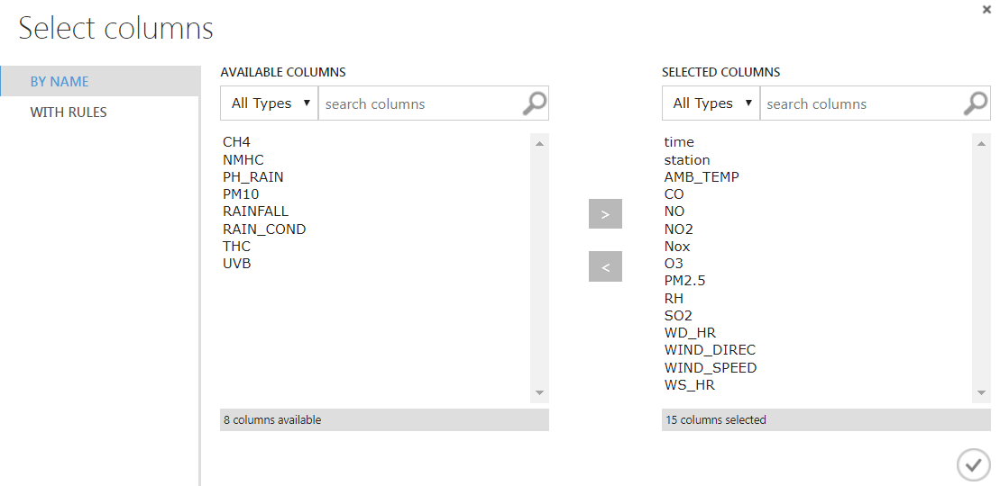 Select columns
BY NAME
WITH RULES
AVAILABLE COLUMNS
All Types
search columns
CH4
NMHC
PH_RAIN
PM10
RAINFALL
RAIN_COND
THC
UVB
8 columns available
>
<
SELECTED COLUMNS
All Types
search columns
time
station
AMB_TEMP
CO
NO
NO2
Nox
O3
PM2.5
RH
SO2
WD_HR
WIND_DIREC
WIND_SPEED
WS_HR
15 columns selected